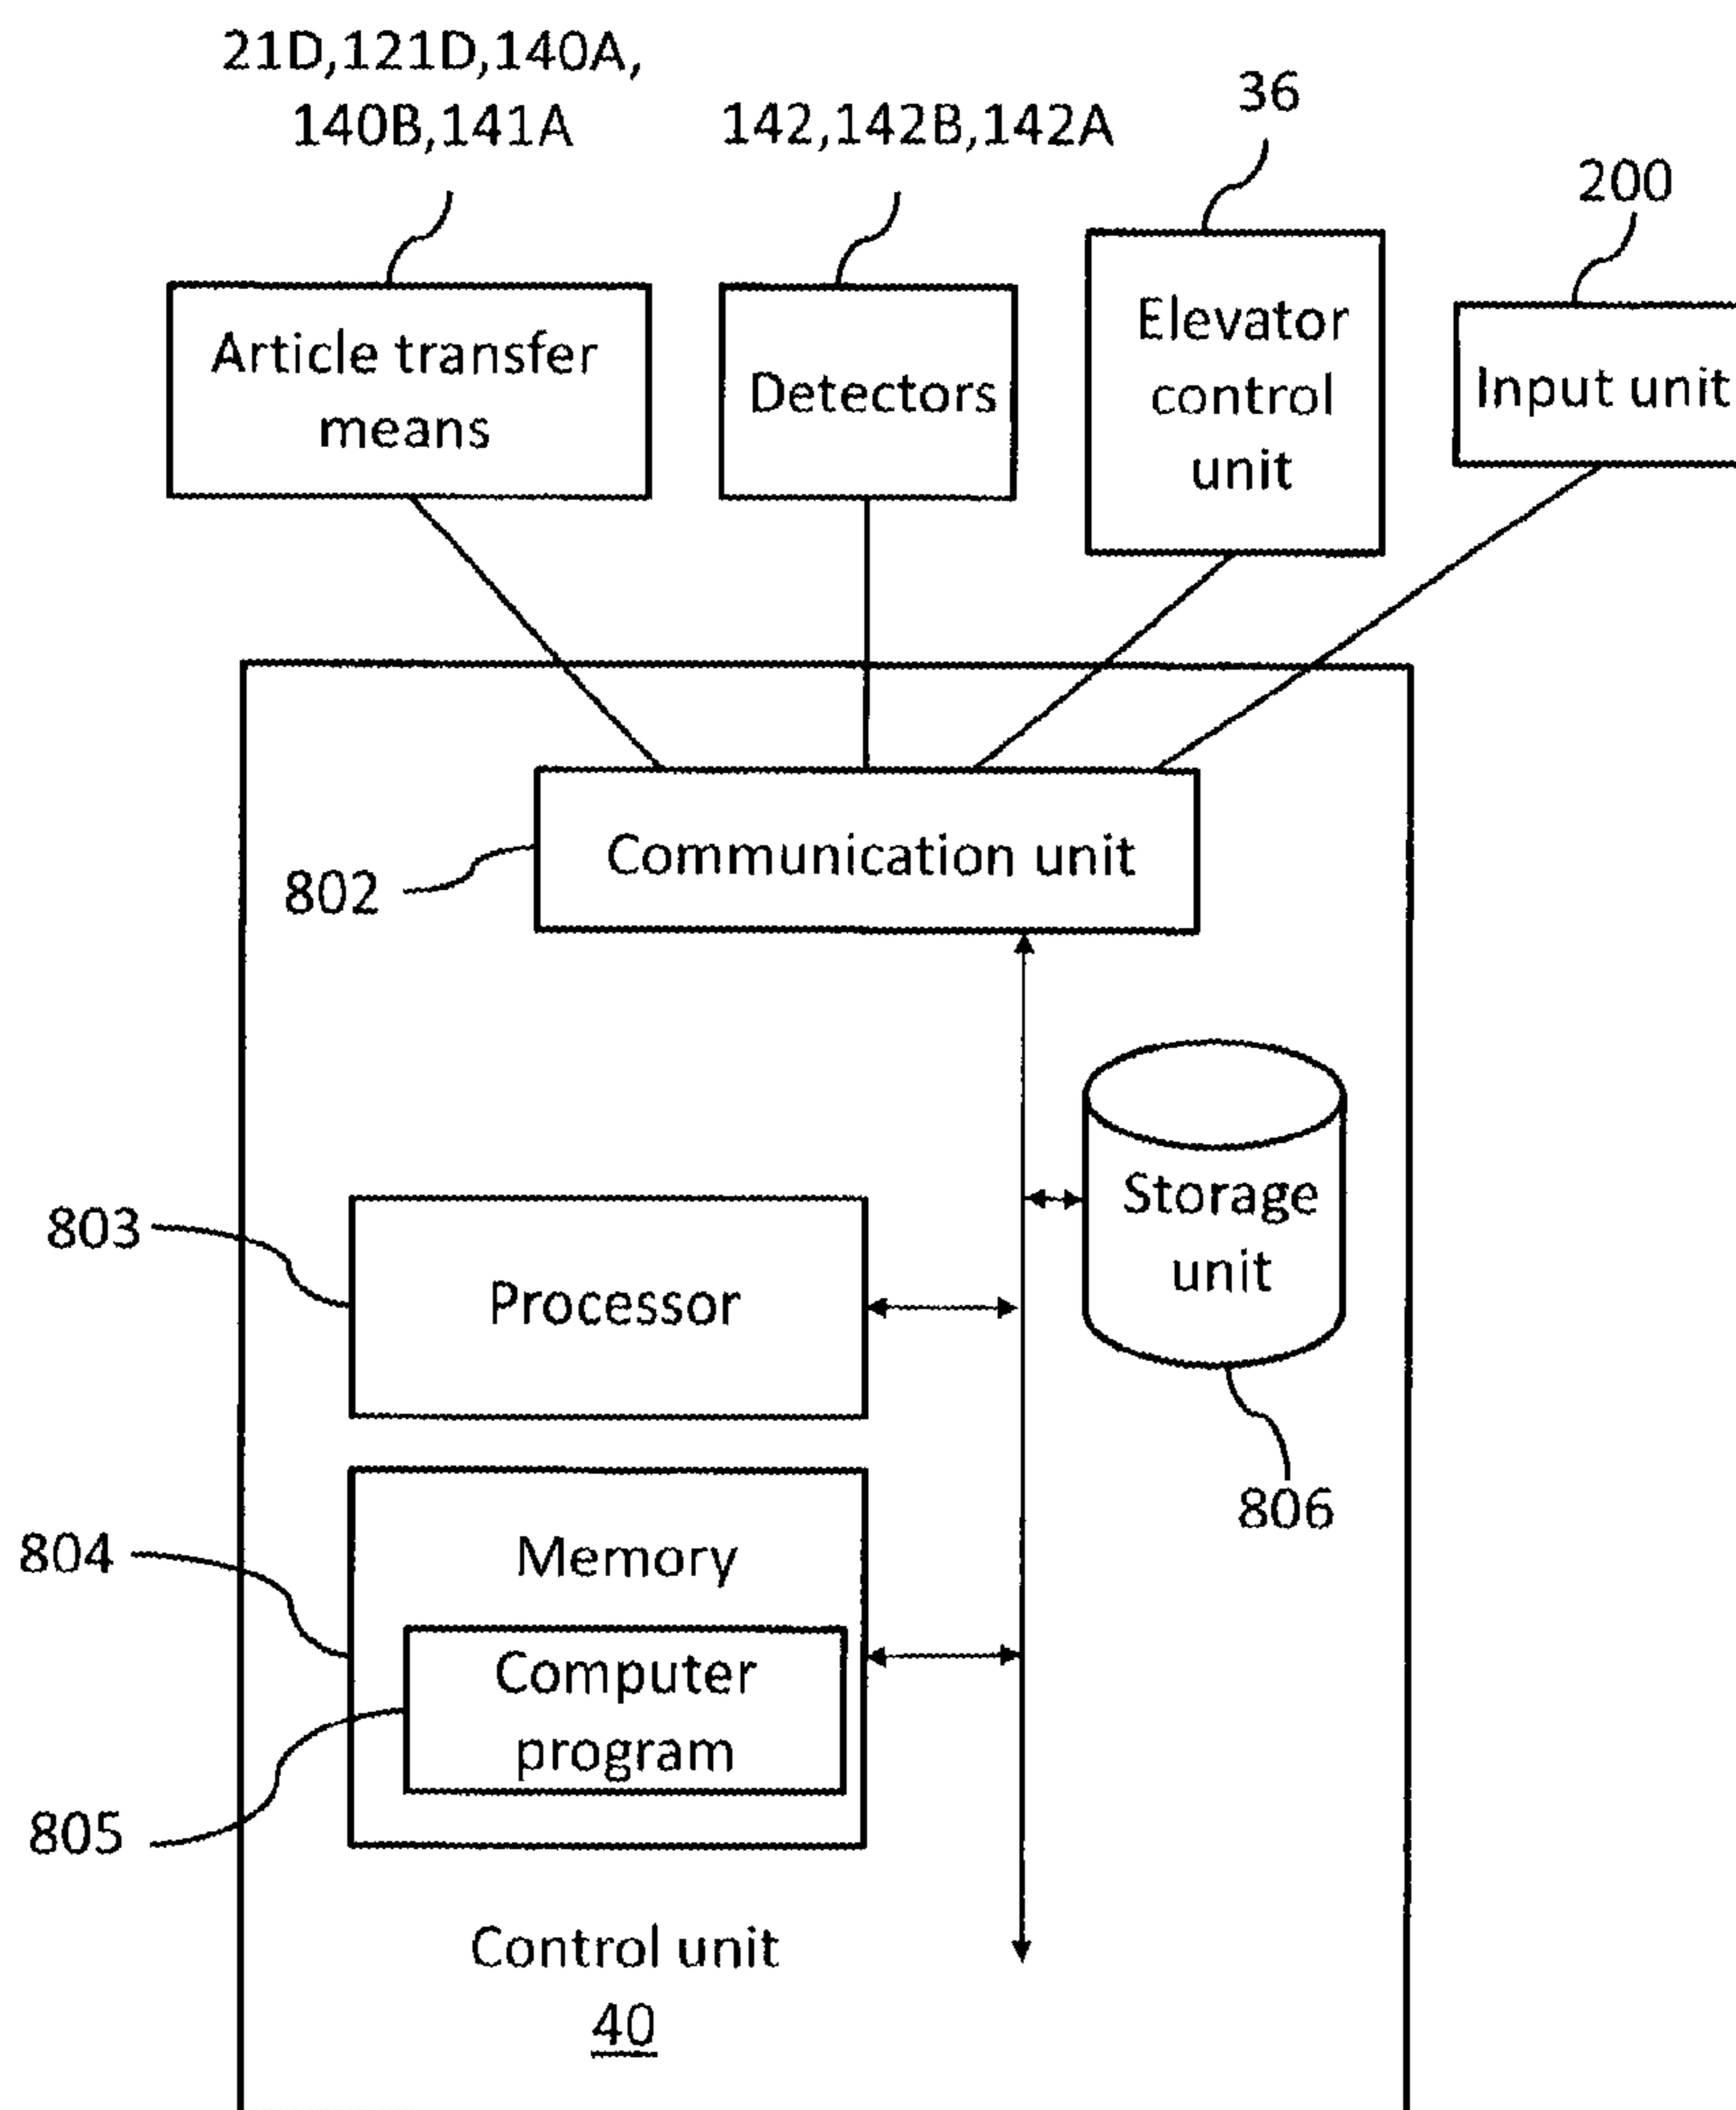 21D,121D,140A,
140B,141A
142,142B,142A
36
200
Article transfer
means
Detectors
Elevator
control
unit
Input unit
Communication unit
802
Storage
unit
803
Processor
806
804
Memory
Computer
program
805
Control unit
40